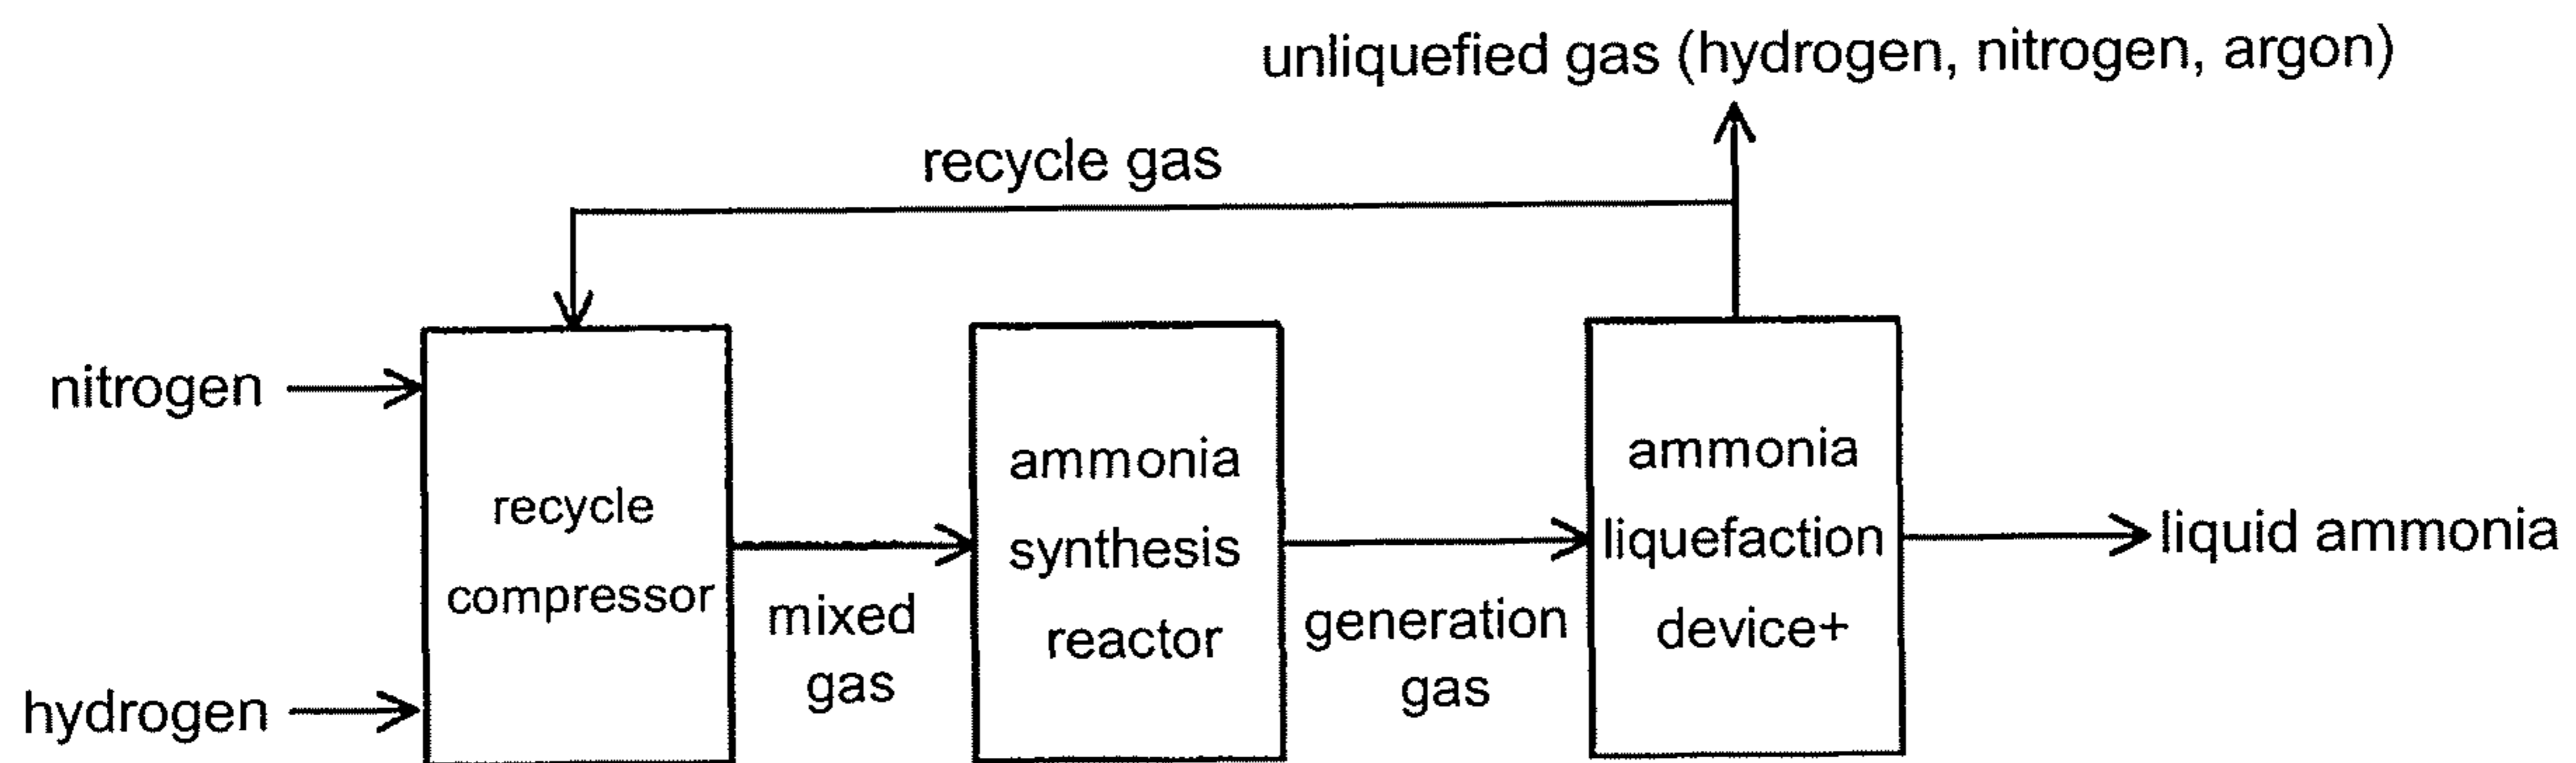 unliquefied gas (hydrogen, nitrogen, argon)
recycle gas
nitrogen
hydrogen
recycle
compressor
mixed
gas
ammonia
synthesis
reactor
generation
gas
ammonia
liquefaction
device+
liquid ammonia